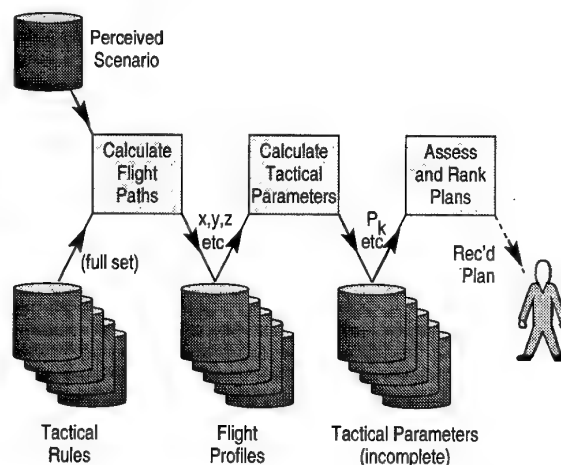 Perceived
Scenario
Calculate
Flight
Paths
Calculate
Tactical
Parameters
Assess
and Rank
Plans
x,y,z
etc
P_k
etc
(full set)
Rec'd
Plan
Tactical
Rules
Flight
Profiles
Tactical Parameters
(incomplete)